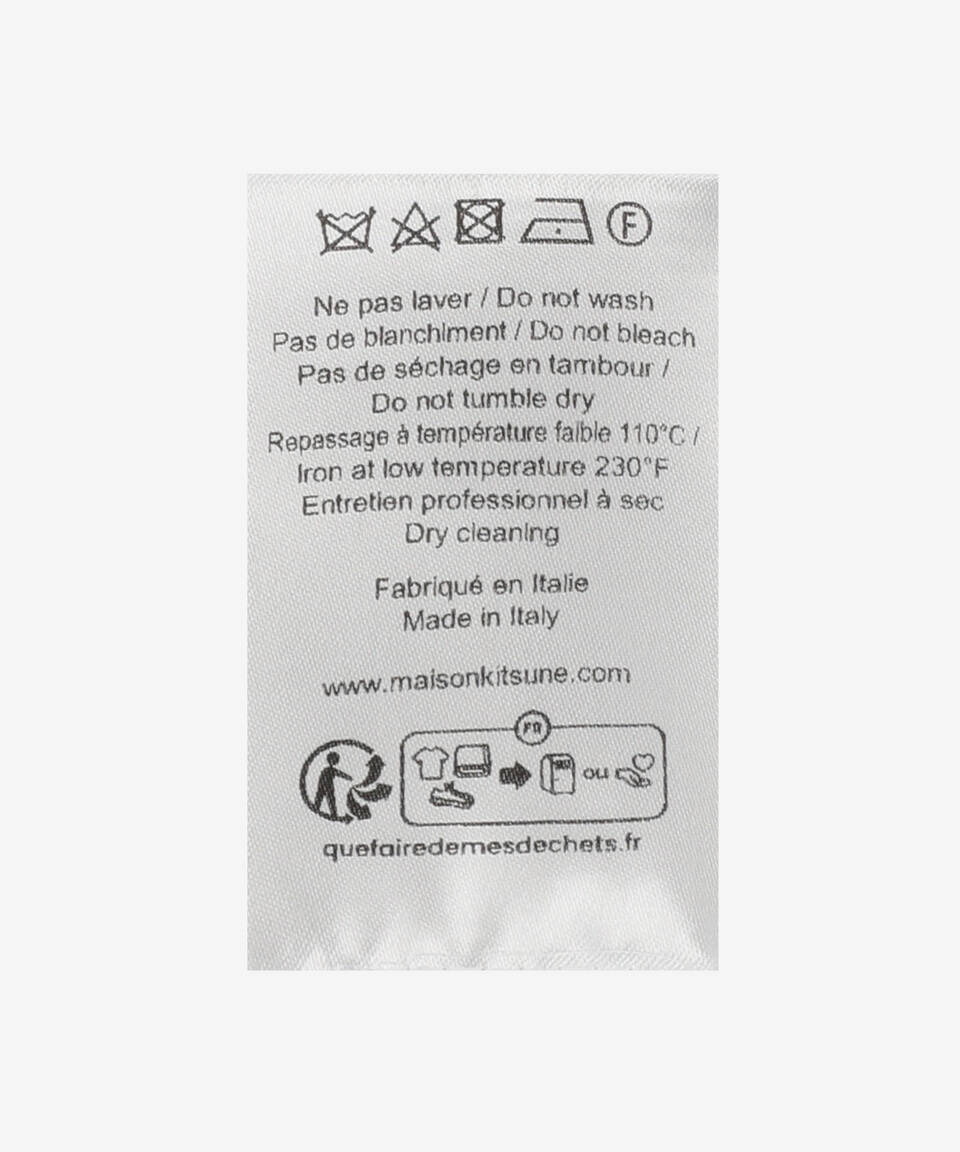 F
Ne pas laver / Do not wash
Pas de blanchiment / Do not bleach
Pas de séchage en tambour /
Do not tumble dry
Repassage à température faible 110°C /
Iron at low temperature 230°F
Entretien professionnel à sec
Dry cleaning
Fabriqué en Italie
Made in Italy
www.maisonkitsune.com
FR
ou
quefairedemesdechets.fr